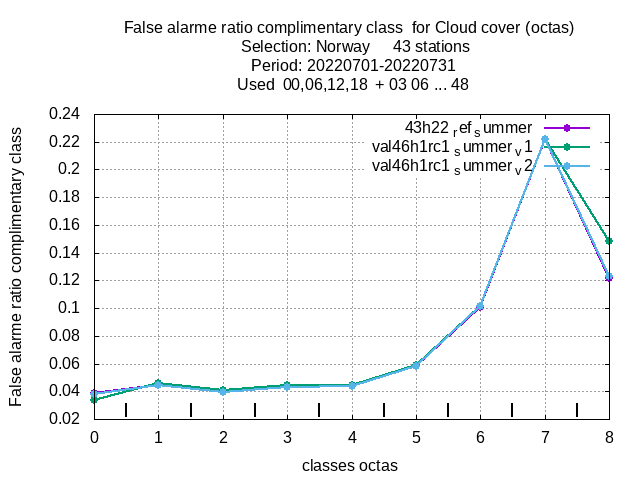 False alarme ratio complimentary class  for Cloud cover (octas)
Selection: Norway     43 stations
Period: 20220701-20220731
Used  00,06,12,18  + 03 06 ... 48
False alarme ratio complimentary class
0.24
0.22
0.2
0.18
0.16
0.14
0.12
0.1
0.08
0.06
0.04
0.02
43h22 ref summer
val46h1rc1 summer v1
val46h1rc1 summer v2
0 1 2 3 4 5 6 7 8
classes octas